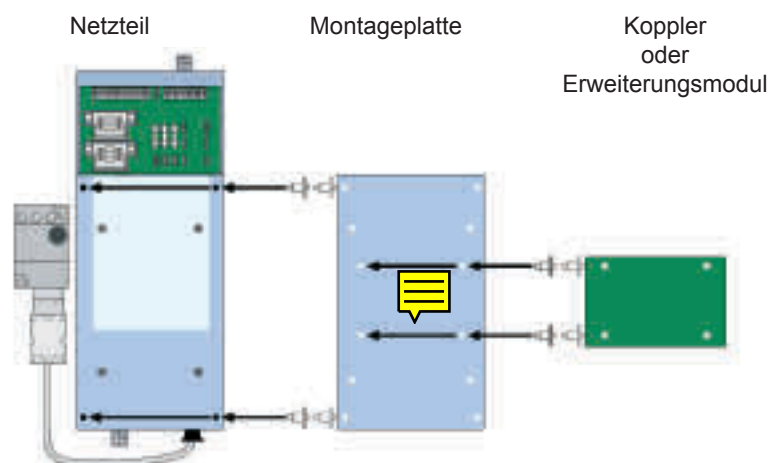 Netzteil
Montageplatte
Koppler
oder
Erweiterungsmodul